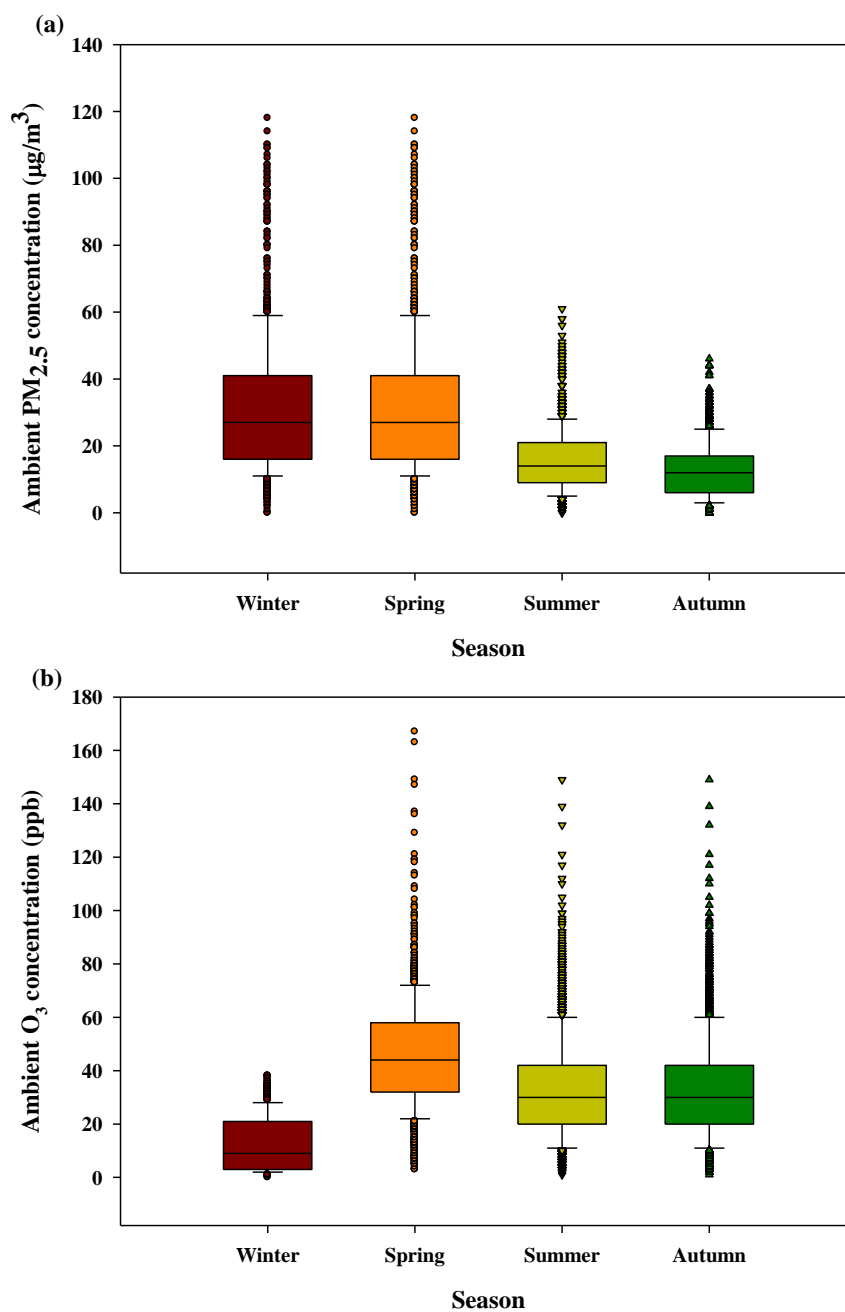 (a)
Ambient PM2.5 concentration (µg/m3)
140
120
100
80
60
40
20
0
Winter Spring Summer Autumn
Season
(b)
Ambient O3 concentration (ppb)
180
160
140
120
100
80
60
40
20
0
Winter Spring Summer Autumn
Season